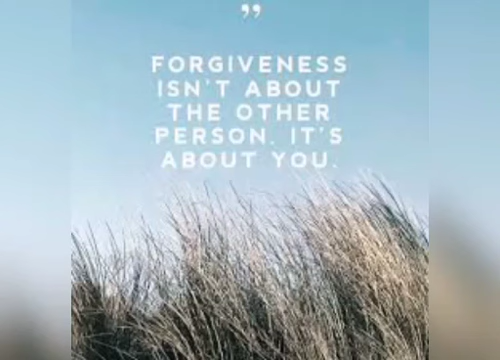 ”
FORGIVENESS
ISN'T ABOUT
THE OTHER
PERSON. IT'S
ABOUT YOU.